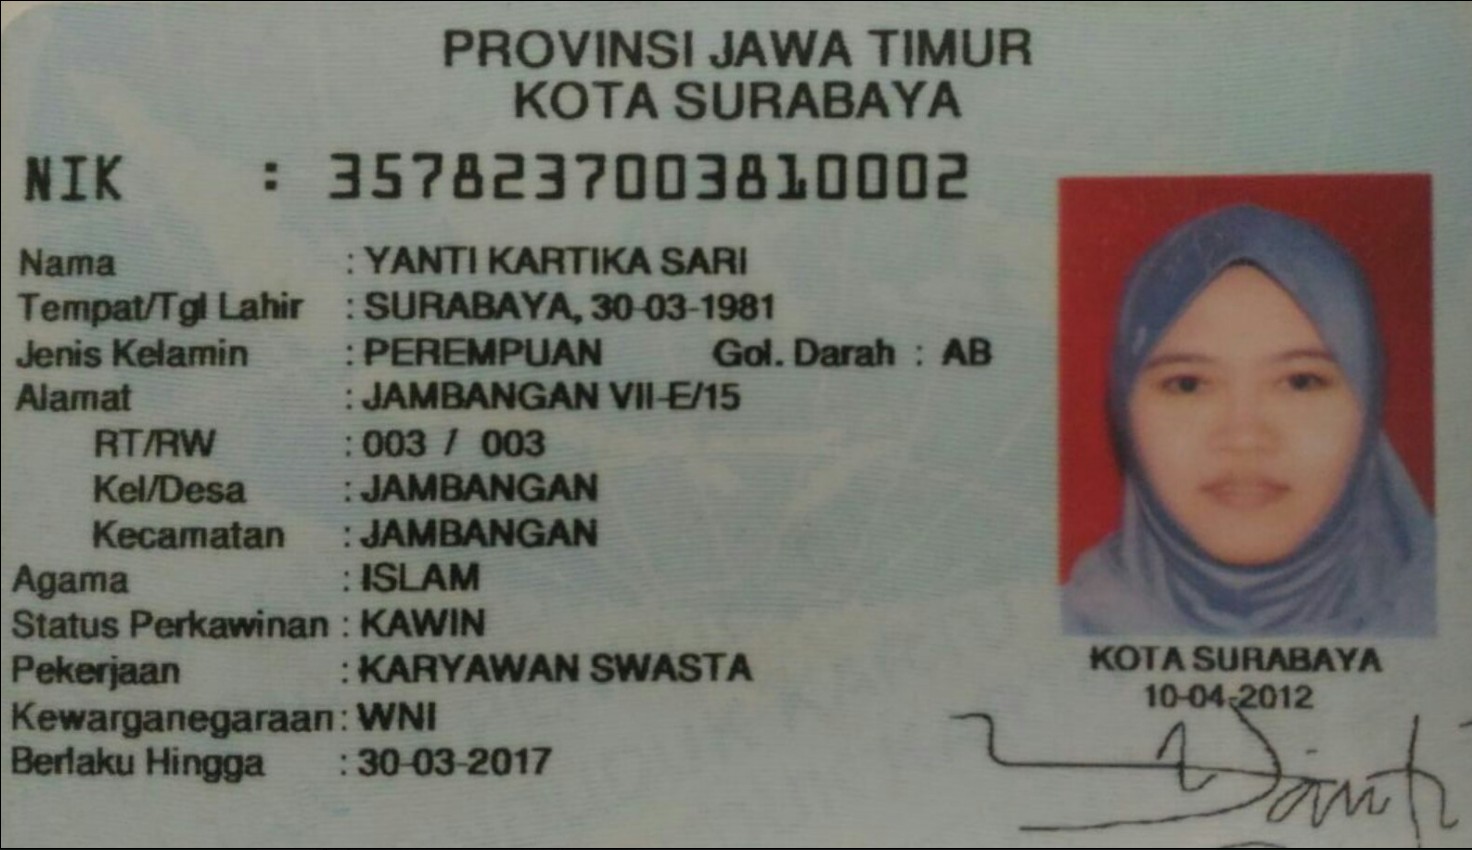 PROVINSI JAWA TIMUR
KOTA SURABAYA
NIK : 3578237003810002
Nama : YANTI KARTIKA SARI
Tempat/Tgl Lahir : SURABAYA, 30-03-1981
Jenis Kelamin : PEREMPUAN Gol. Darah : AB
Alamat : JAMBANGAN VII-E/15
RT/RW : 003 / 003
Kel/Desa : JAMBANGAN
Kecamatan : JAMBANGAN
Agama : ISLAM
Status Perkawinan : KAWIN
Pekerjaan : KARYAWAN SWASTA
Kewarganegaraan : WNI
Berlaku Hingga : 30-03-2017
KOTA SURABAYA
10-04-2012